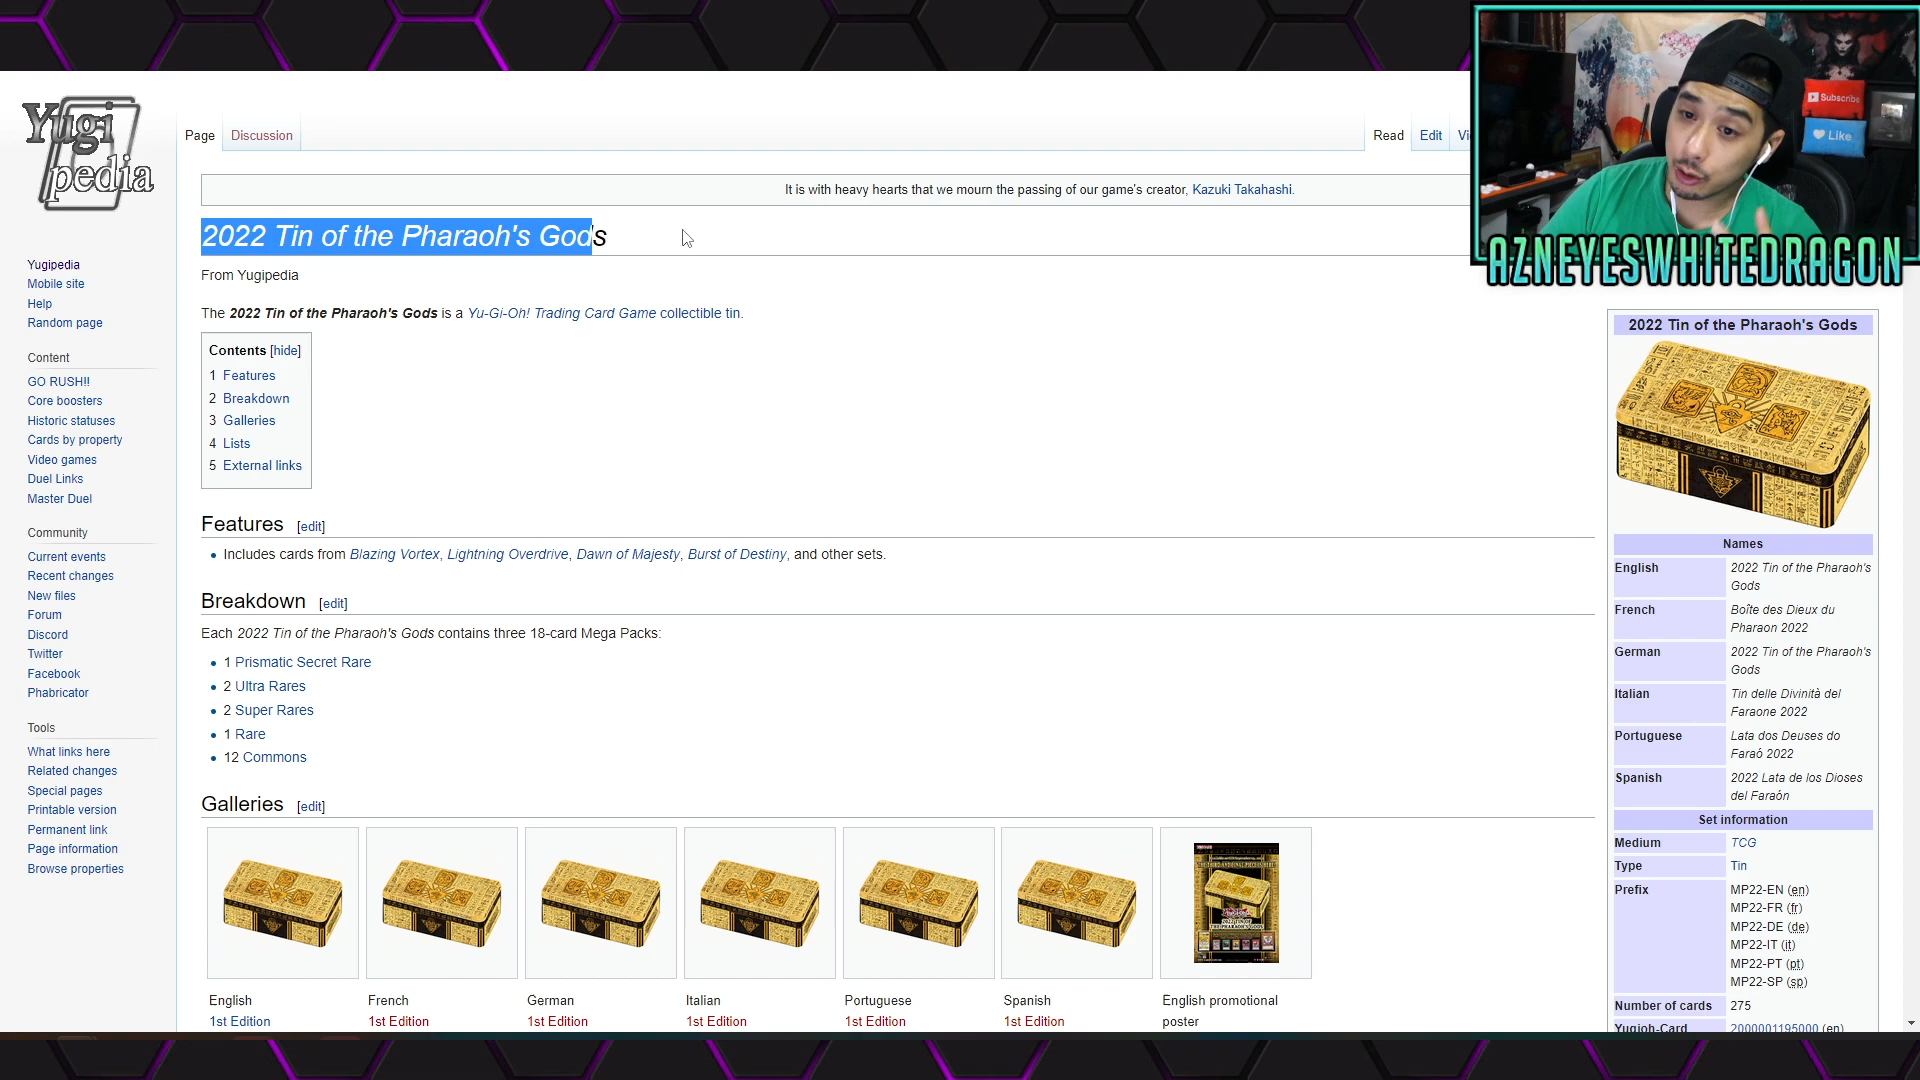 Yugi
pedia
Page
Discussion
Read
Edit
It is with heavy hearts that we mourn the passing of our game's creator, Kazuki Takahashi.
Subscribe
Like
AZNEYESWHITEDRAGON
2022 Tin of the Pharaoh's Gods
From Yugipedia
The 2022 Tin of the Pharaoh's Gods is a Yu-Gi-Oh! Trading Card Game collectible tin.
Contents [hide]
1 Features
2 Breakdown
3 Galleries
4 Lists
5 External links
Features [edit]
• Includes cards from Blazing Vortex, Lightning Overdrive, Dawn of Majesty, Burst of Destiny, and other sets.
Breakdown [edit]
Each 2022 Tin of the Pharaoh's Gods contains three 18-card Mega Packs:
• 1 Prismatic Secret Rare
• 2 Ultra Rares
• 2 Super Rares
• 1 Rare
• 12 Commons
Galleries [edit]
English
1st Edition
French
1st Edition
German
1st Edition
Italian
1st Edition
Portuguese
1st Edition
Spanish
1st Edition
English promotional
poster
Yugipedia
Mobile site
Help
Random page
Content
GO RUSH!!
Core boosters
Historic statuses
Cards by property
Video games
Duel Links
Master Duel
Community
Current events
Recent changes
New files
Forum
Discord
Twitter
Facebook
Phabricator
Tools
What links here
Related changes
Special pages
Printable version
Permanent link
Page information
Browse properties
2022 Tin of the Pharaoh's Gods
Names
English 2022 Tin of the Pharaoh's
Gods
French Boîte des Dieux du
Pharaon 2022
German 2022 Tin of the Pharaoh's
Gods
Italian Tin delle Divinità del
Faraone 2022
Portuguese Lata dos Deuses do
Faraó 2022
Spanish 2022 Lata de los Dioses
del Faraón
Set information
Medium TCG
Type Tin
Prefix MP22-EN (en)
MP22-FR (fr)
MP22-DE (de)
MP22-IT (it)
MP22-PT (pt)
MP22-SP (sp)
Number of cards 275
Yugioh-Card 2000001195000 (en)